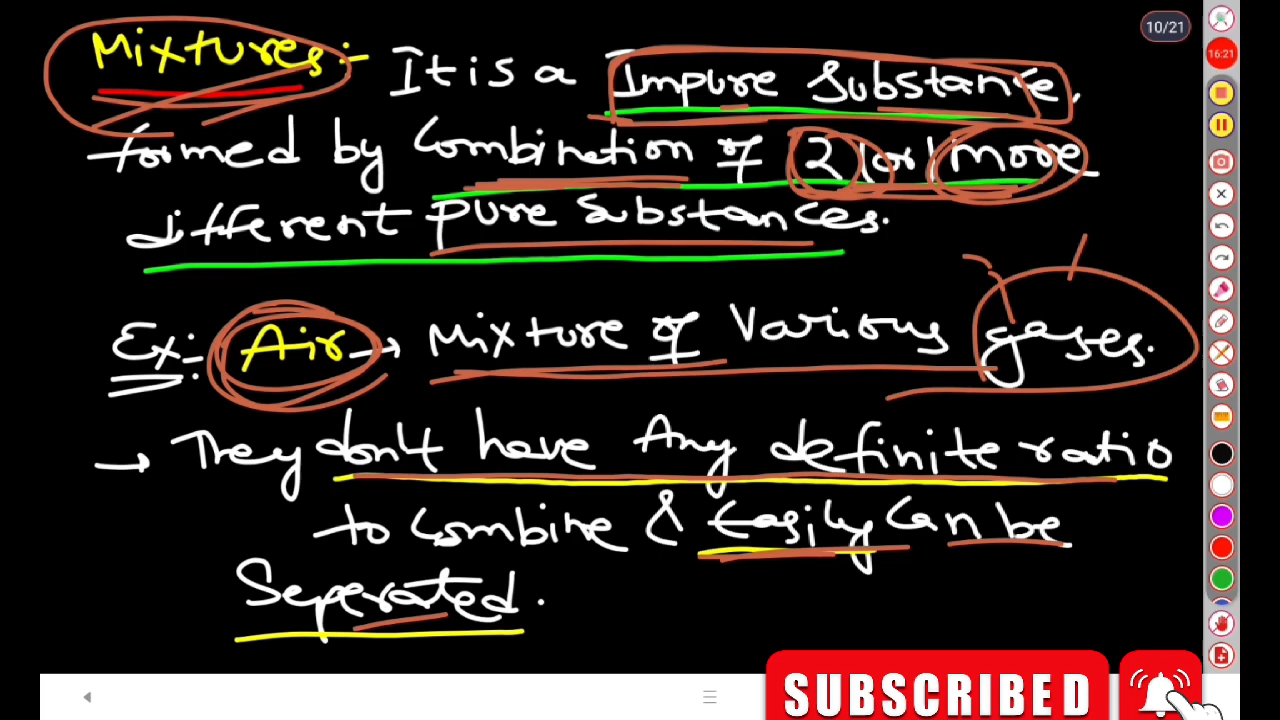 10/21
Mixtures:- It is a Impure Substance,
16:21
formed by Combination of 2 (or) more
different pure substances.
Ex:- Air → Mixture of Various gases.
→ They don't have Any definite ratio
to Combine & Easily Can be
Seperated.
SUBSCRIBED